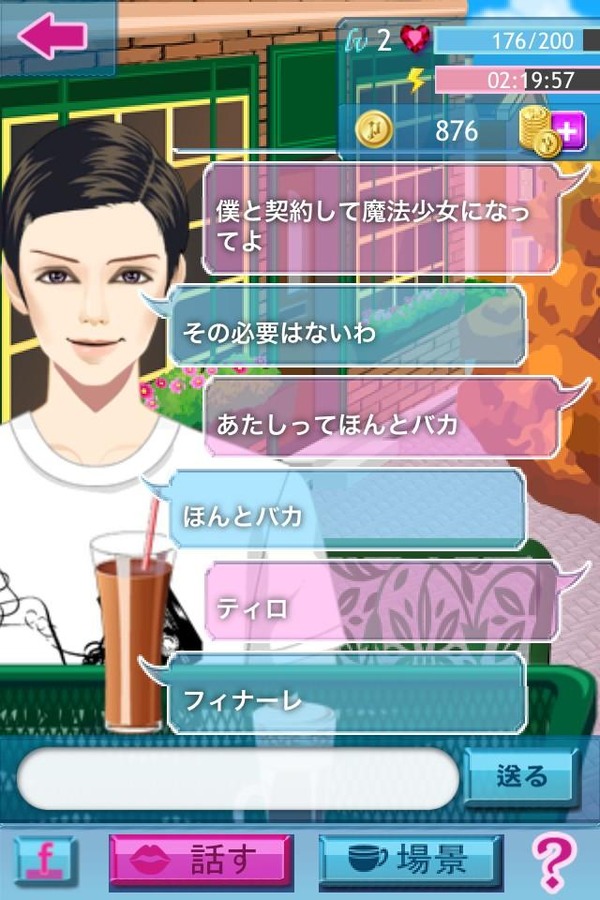 Lv 2
176/200
02:19:57
876
僕と契約して魔法少女になっ
てよ
その必要はないわ
あたしってほんとバカ
ほんとバカ
ティロ
フィナーレ
送る
f
話す
場景
?